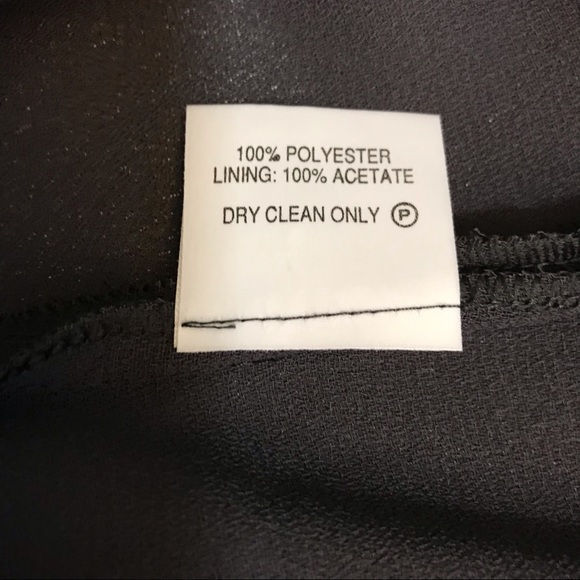 100% POLYESTER
LINING: 100% ACETATE
DRY CLEAN ONLY Ⓟ